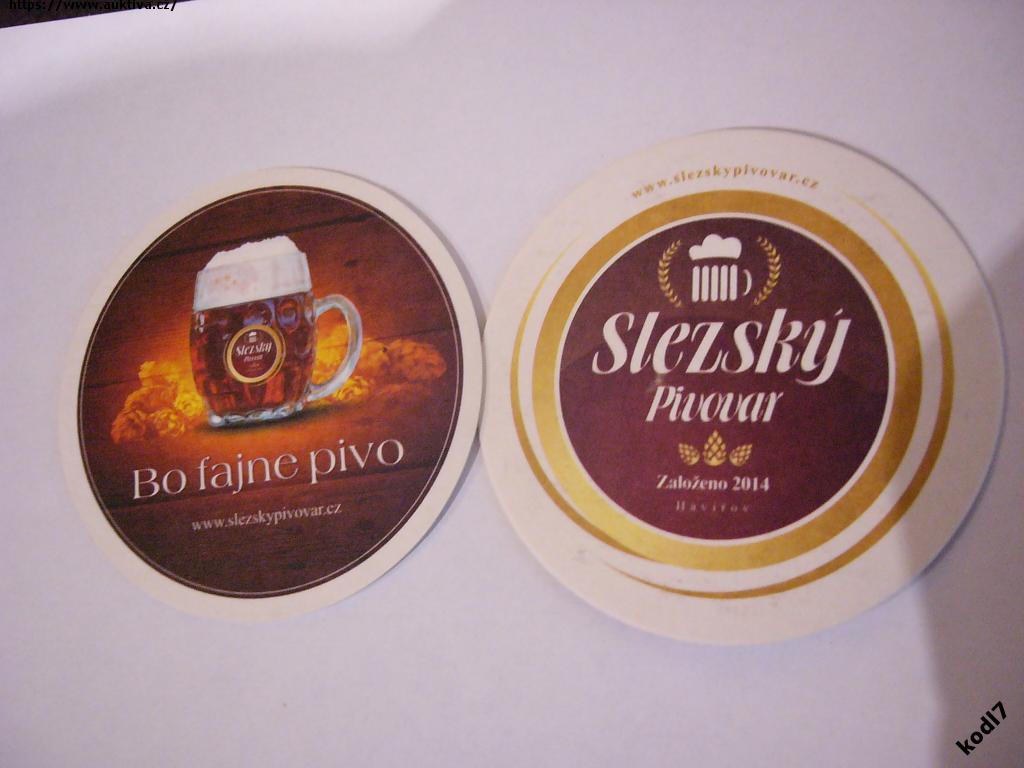 https://www.auktiva.cz/
Slezský
Pivovar
Bo fajne pivo
www.slezskypivovar.cz
www.slezskypivovar.cz
Slezský
Pivovar
Založeno 2014
Havířov
kodl7